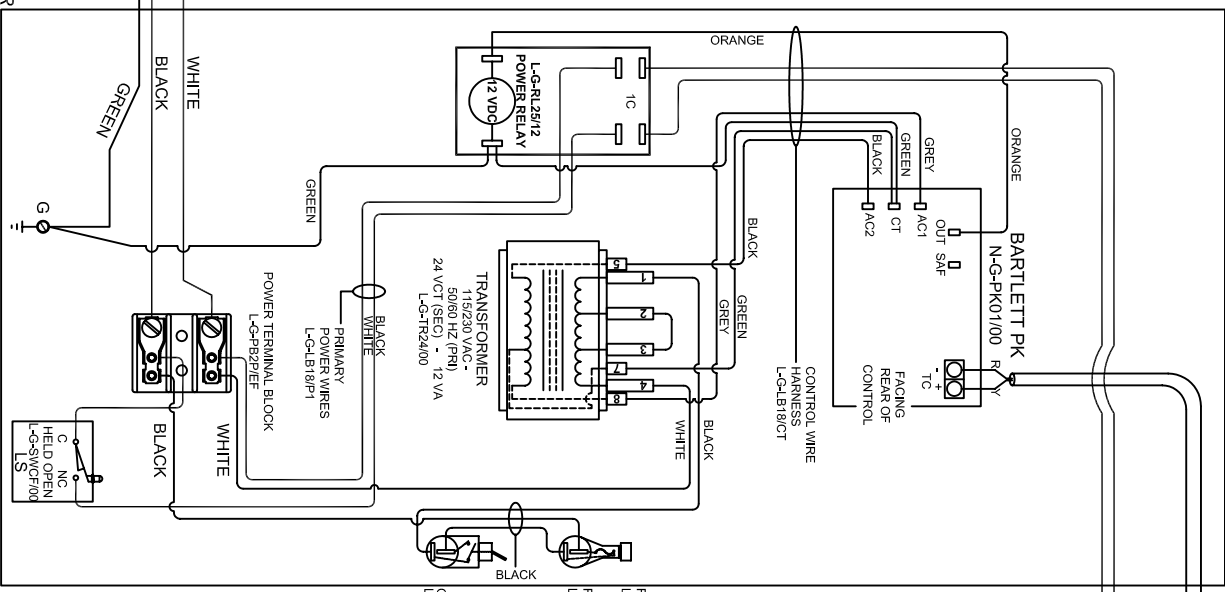 R
WHITE
BLACK
GREEN
G
ORANGE
L-G-RL25/12
POWER RELAY
12 VDC
1C
GREY
GREEN
BLACK
ORANGE
AC1
CT
AC2
OUT
SAF
BARTLETT PK
N-G-PK01/00
R
Y
-
+
TC
FACING
REAR OF
CONTROL
CONTROL WIRE
HARNESS
L-G-LB18/CT
GREEN
BLACK
GREEN
GREY
5
1
2
3
7
4
8
TRANSFORMER
115/230 VAC -
50/60 HZ (PRI)
24 VCT (SEC) - 12 VA
L-G-TR24/00
BLACK
WHITE
PRIMARY
POWER WIRES
L-G-LB18/P1
POWER TERMINAL BLOCK
L-G-PB2P/EF
BLACK
WHITE
WHITE
BLACK
C
NC
HELD OPEN
L-G-SWCF/00
LS
BLACK